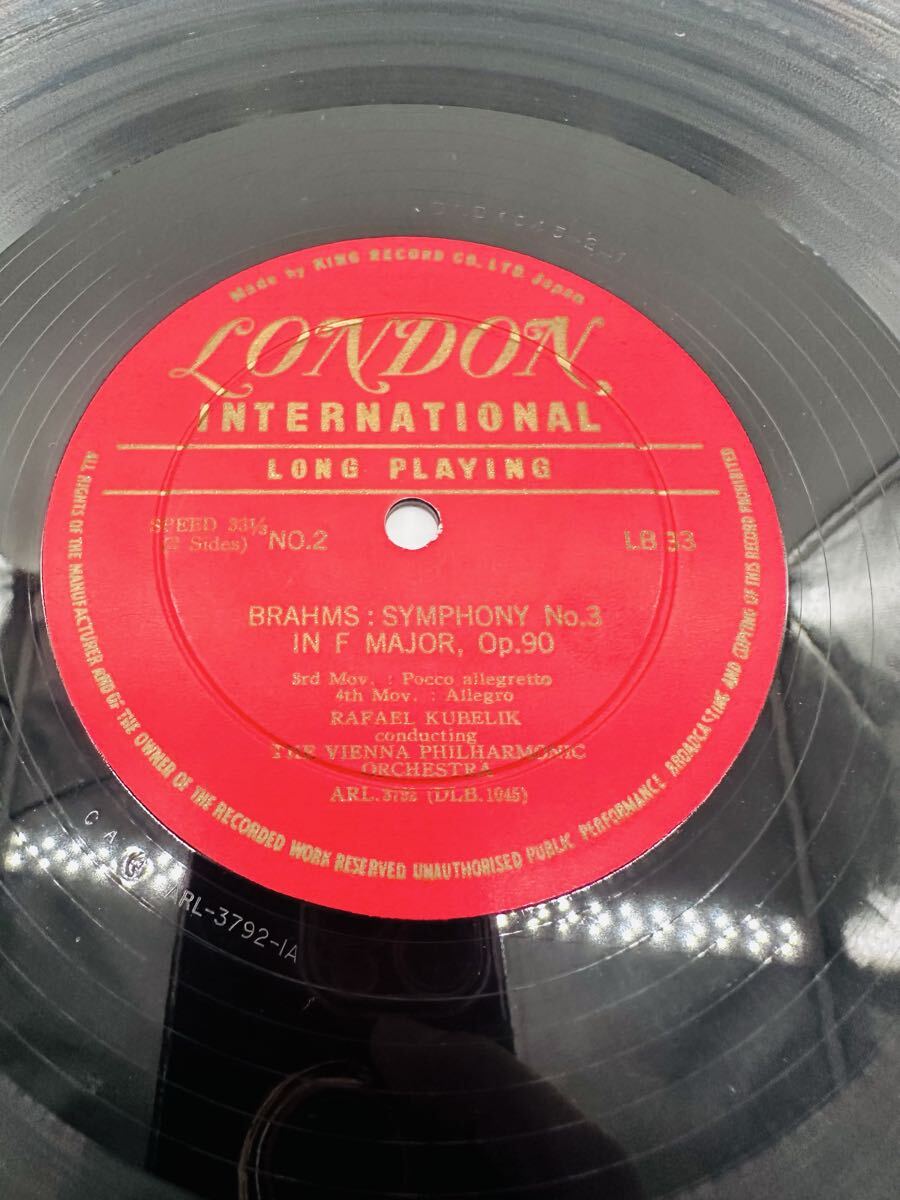 Made by KING RECORD CO., LTD. Japan
LONDON
INTERNATIONAL
LONG PLAYING
SPEED 33⅓
(2 Sides)
NO.2
LB 33
BRAHMS : SYMPHONY No.3
IN F MAJOR, Op.90
3rd Mov. : Pocco allegretto
4th Mov. : Allegro
RAFAEL KUBELIK
conducting
THE VIENNA PHILHARMONIC
ORCHESTRA
ARL. 3792 (DLB. 1045)
ALL RIGHTS OF THE MANUFACTURER AND OF THE OWNER OF THE RECORDED WORK RESERVED UNAUTHORISED PUBLIC PERFORMANCE BROADCASTING AND COPYING OF THIS RECORD PROHIBITED
ARL-3792-1A